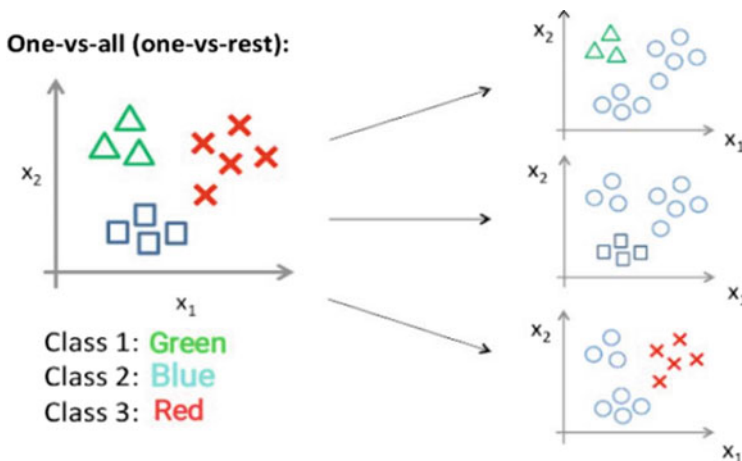 One-vs-all (one-vs-rest):
x₂
x₁
Class 1: Green
Class 2: Blue
Class 3: Red
x₂
x₁
x₂
x₂
x₁